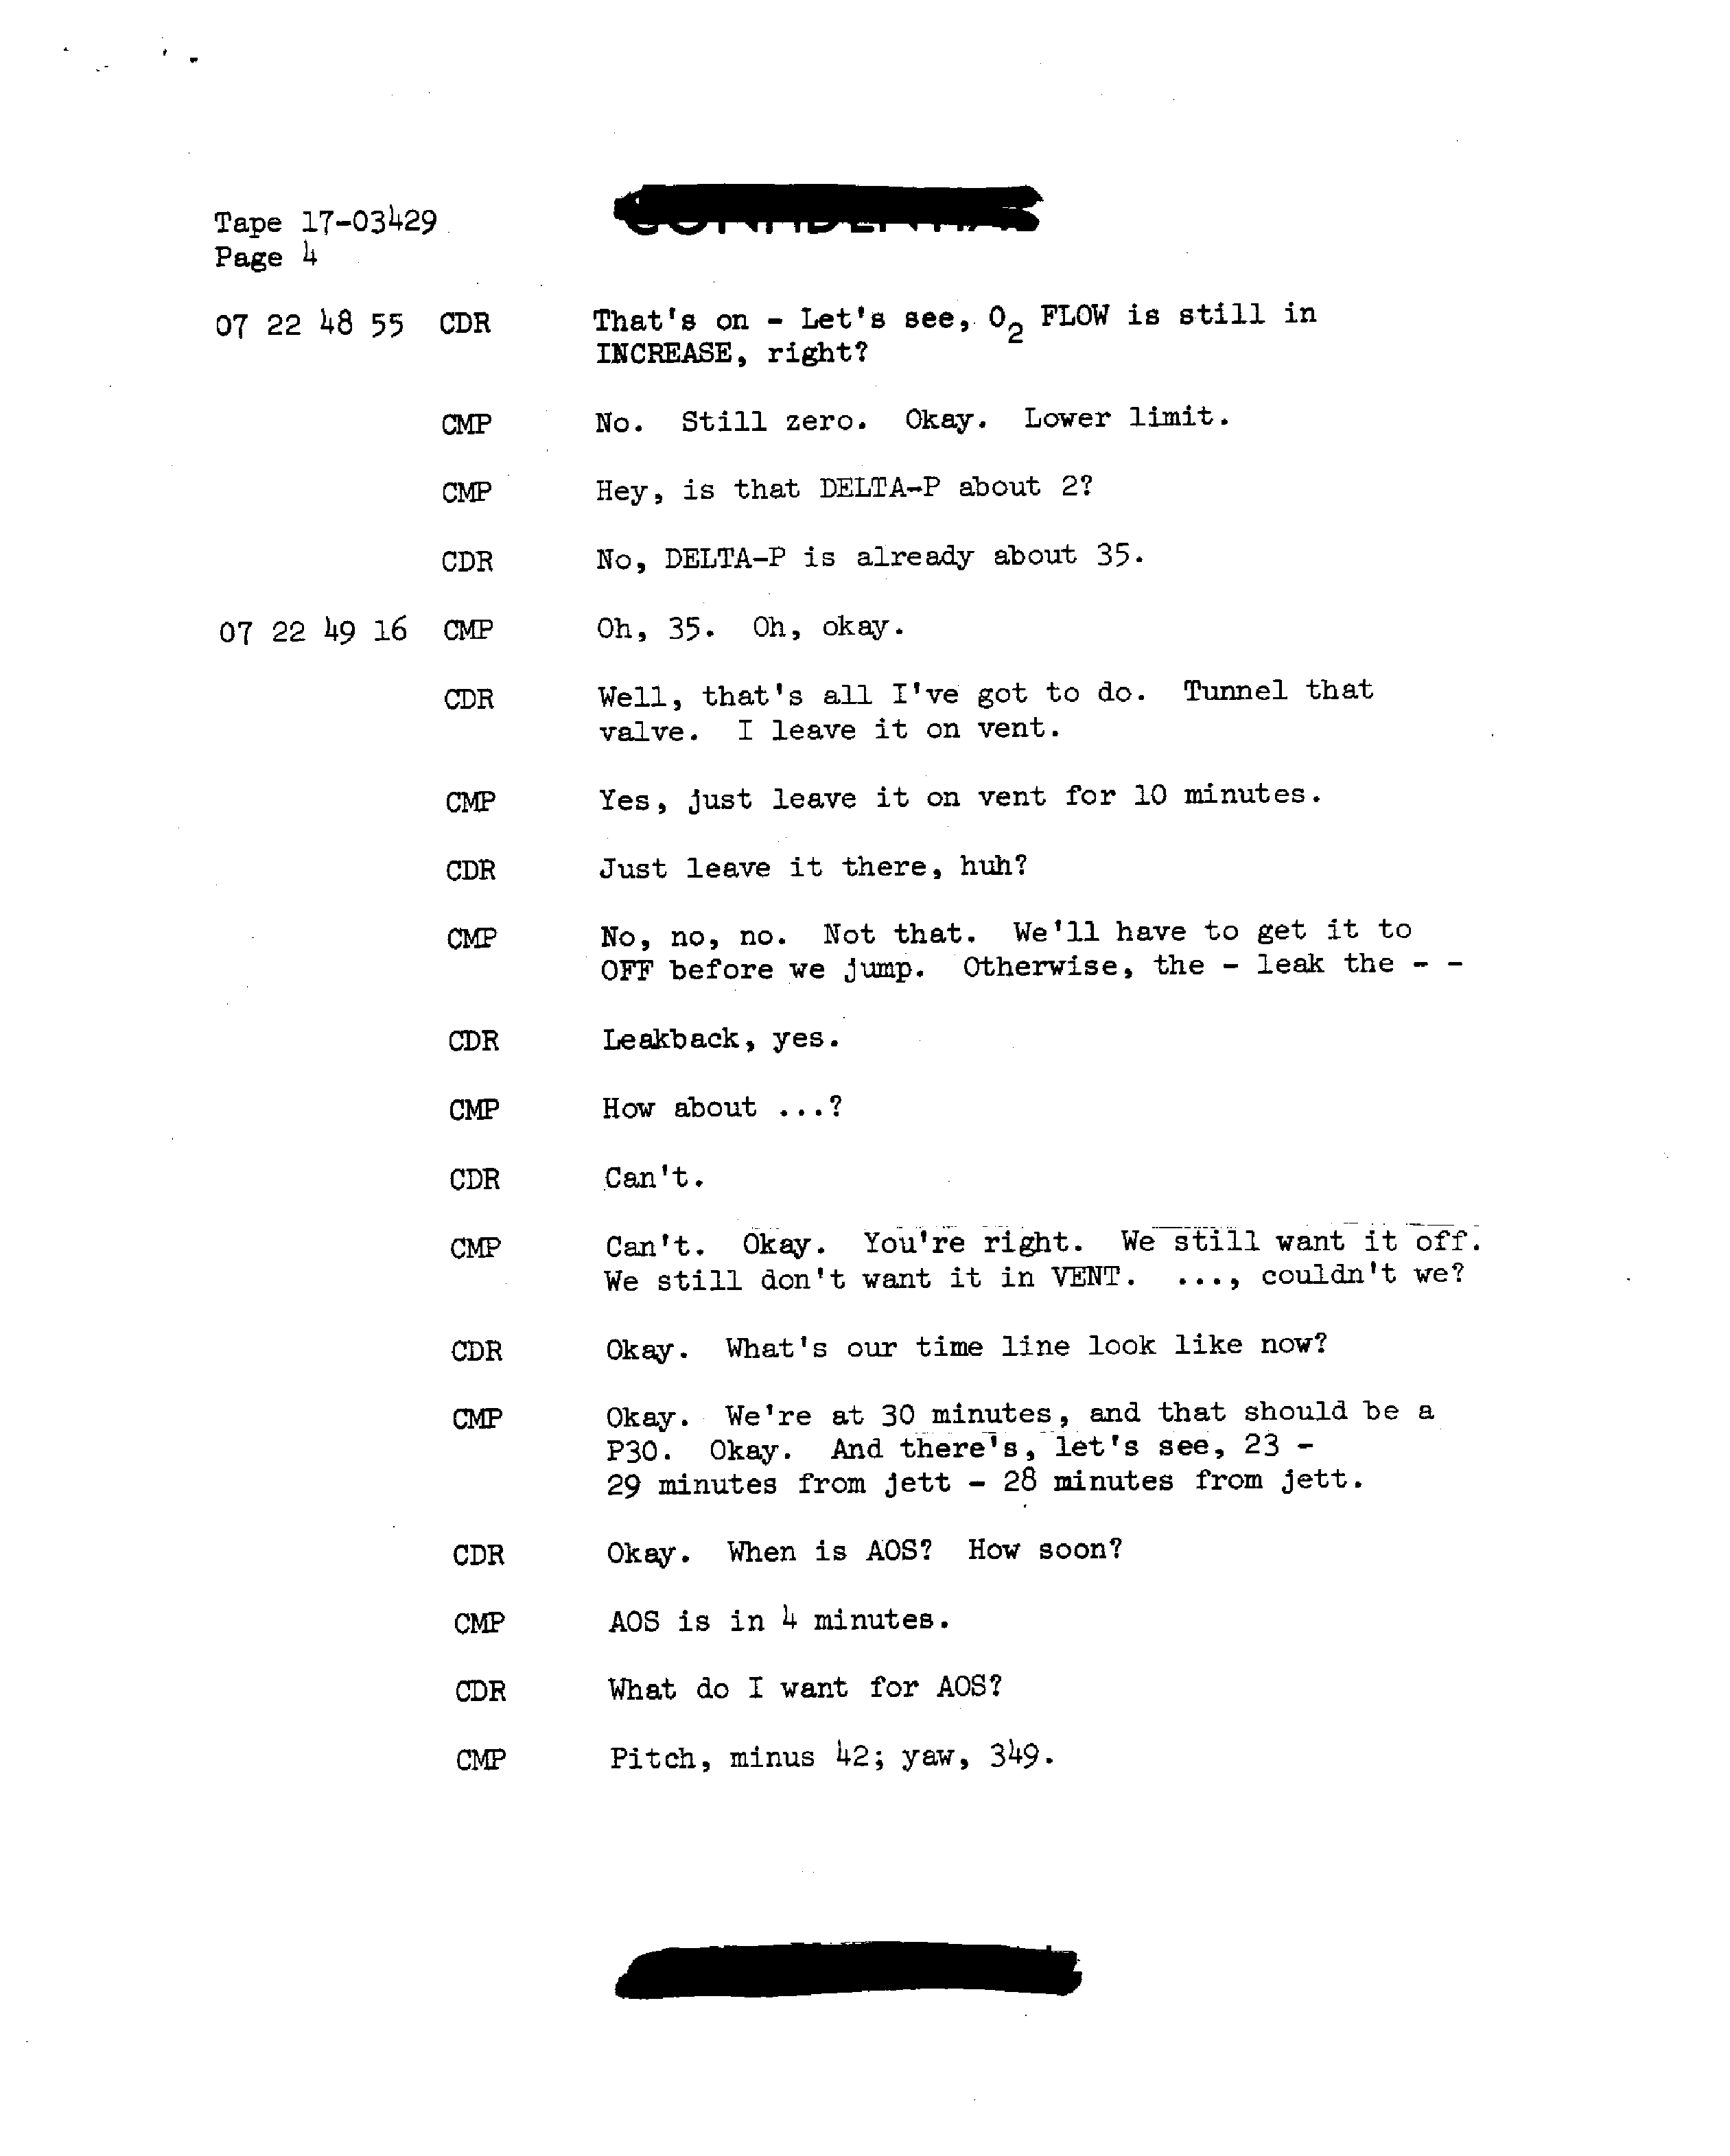 Tape 17-03429
Page 4
07 22 48 55 CDR That's on - Let's see, O2 FLOW is still in
INCREASE, right?
CMP No. Still zero. Okay. Lower limit.
CMP Hey, is that DELTA-P about 2?
CDR No, DELTA-P is already about 35.
07 22 49 16 CMP Oh, 35. Oh, okay.
CDR Well, that's all I've got to do. Tunnel that
valve. I leave it on vent.
CMP Yes, just leave it on vent for 10 minutes.
CDR Just leave it there, huh?
CMP No, no, no. Not that. We'll have to get it to
OFF before we jump. Otherwise, the - leak the - -
CDR Leakback, yes.
CMP How about ...?
CDR Can't.
CMP Can't. Okay. You're right. We still want it off.
We still don't want it in VENT. ..., couldn't we?
CDR Okay. What's our time line look like now?
CMP Okay. We're at 30 minutes, and that should be a
P30. Okay. And there's, let's see, 23 -
29 minutes from jett - 28 minutes from jett.
CDR Okay. When is AOS? How soon?
CMP AOS is in 4 minutes.
CDR What do I want for AOS?
CMP Pitch, minus 42; yaw, 349.